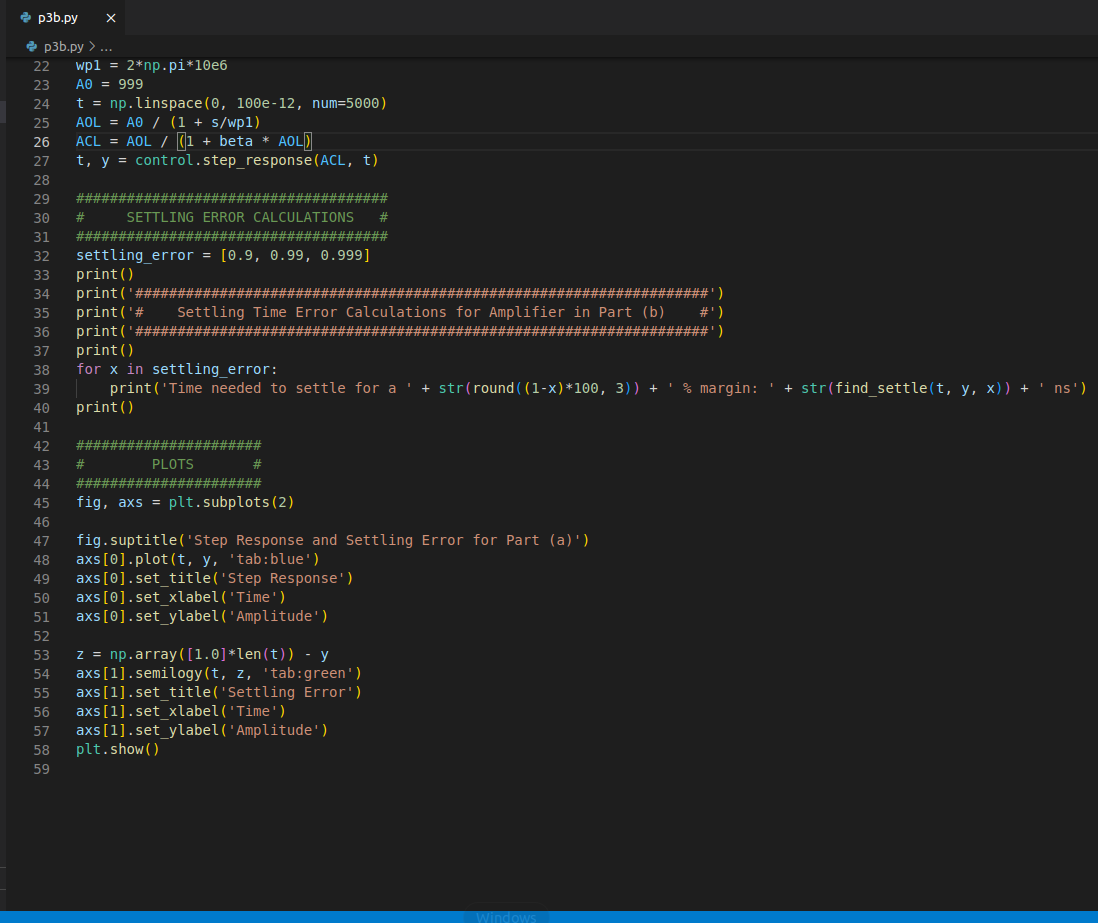 p3b.py ×
p3b.py > ...
22 wp1 = 2*np.pi*10e6
23 A0 = 999
24 t = np.linspace(0, 100e-12, num=5000)
25 AOL = A0 / (1 + s/wp1)
26 ACL = AOL / (1 + beta * AOL)
27 t, y = control.step_response(ACL, t)
28
29 #####################################
30 #     SETTLING ERROR CALCULATIONS   #
31 #####################################
32 settling_error = [0.9, 0.99, 0.999]
33 print()
34 print('####################################################################')
35 print('#    Settling Time Error Calculations for Amplifier in Part (b)    #')
36 print('####################################################################')
37 print()
38 for x in settling_error:
39     print('Time needed to settle for a ' + str(round((1-x)*100, 3)) + ' % margin: ' + str(find_settle(t, y, x)) + ' ns')
40 print()
41
42 ######################
43 #        PLOTS       #
44 ######################
45 fig, axs = plt.subplots(2)
46
47 fig.suptitle('Step Response and Settling Error for Part (a)')
48 axs[0].plot(t, y, 'tab:blue')
49 axs[0].set_title('Step Response')
50 axs[0].set_xlabel('Time')
51 axs[0].set_ylabel('Amplitude')
52
53 z = np.array([1.0]*len(t)) - y
54 axs[1].semilogy(t, z, 'tab:green')
55 axs[1].set_title('Settling Error')
56 axs[1].set_xlabel('Time')
57 axs[1].set_ylabel('Amplitude')
58 plt.show()
59
Windows